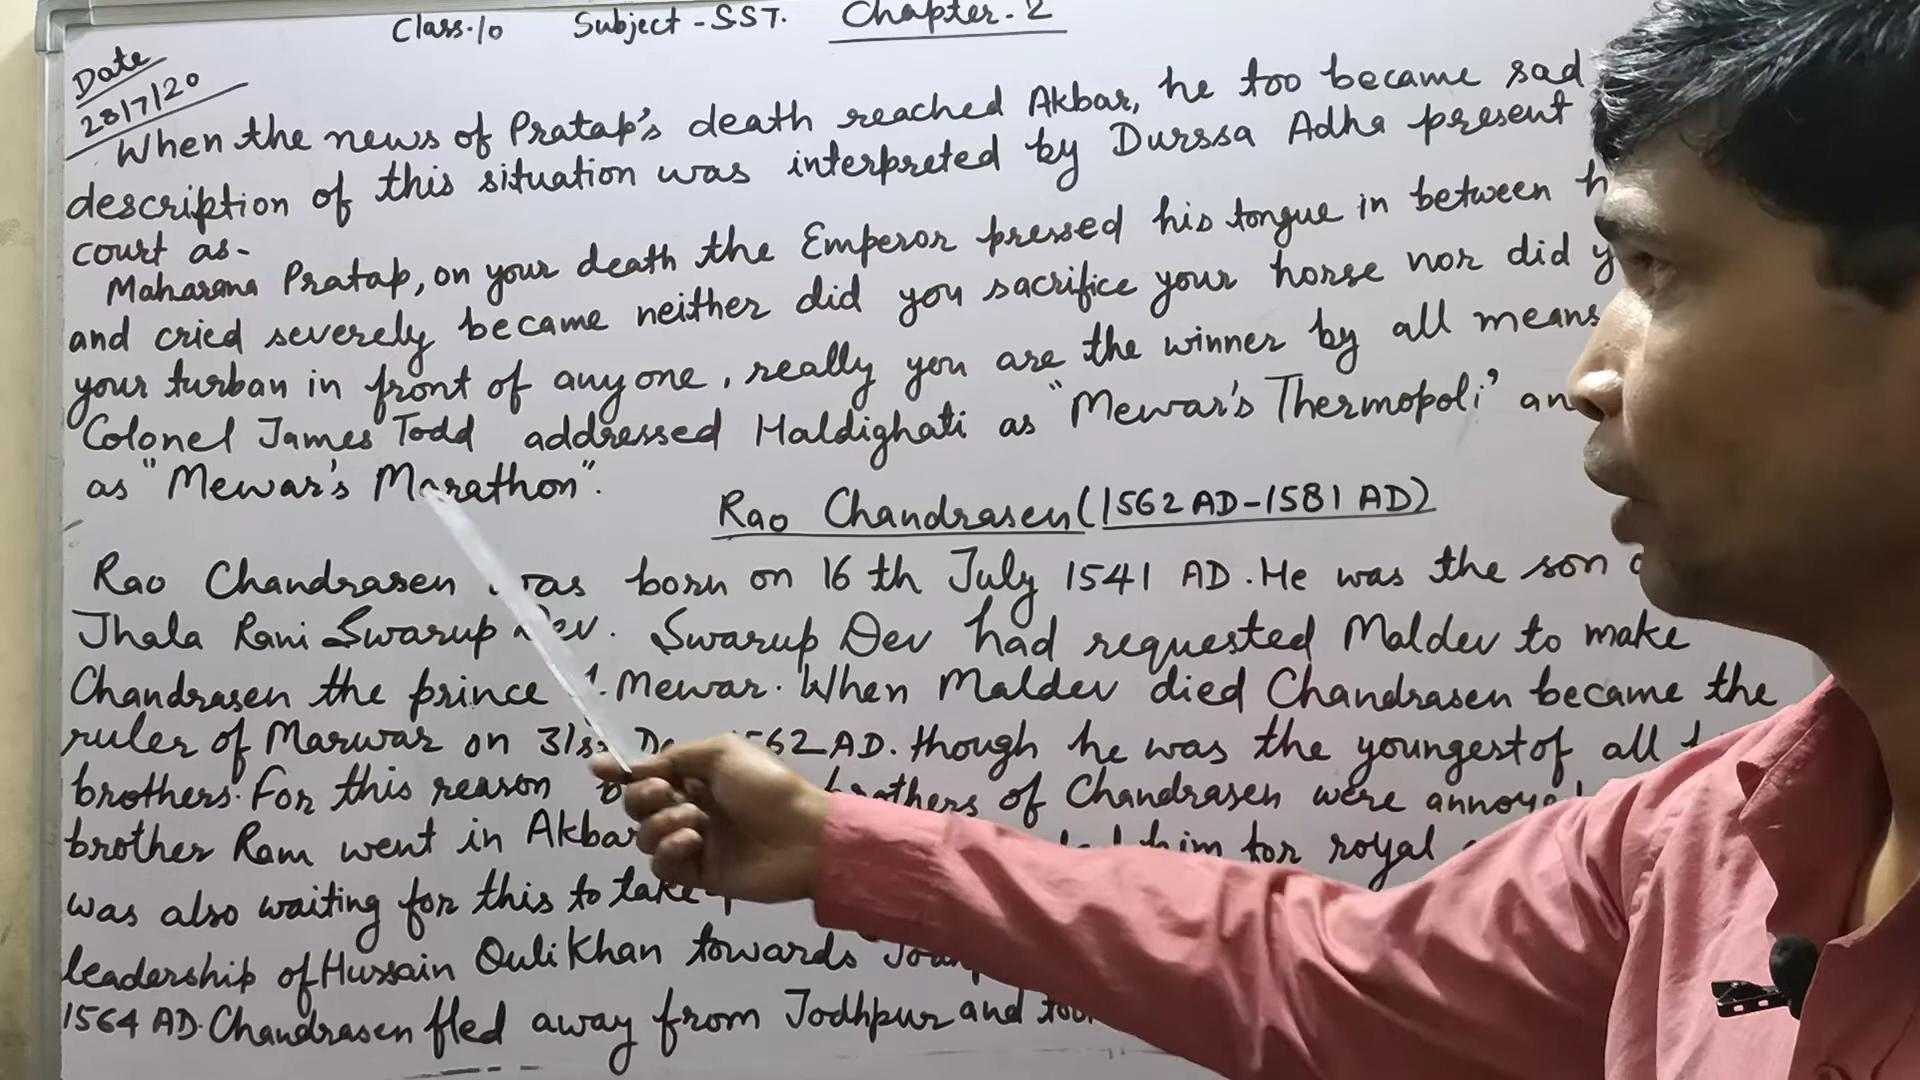 Class.10 Subject - SST. Chapter. 2
Date
28/7/20
When the news of Pratap's death reached Akbar, he too became sad
description of this situation was interpreted by Durssa Adha present
court as-
Maharana Pratap, on your death the Emperor pressed his tongue in between
and cried severely became neither did you sacrifice your horse nor did
your turban in front of anyone, really you are the winner by all means
Colonel James Todd addressed Haldighati as "Mewar's Thermopoli"
as "Mewar's Marathon".
Rao Chandrasen (1562 AD-1581 AD)
Rao Chandrasen was born on 16 th July 1541 AD. He was the son
Jhala Rani Swarup Dev. Swarup Dev had requested Maldev to make
Chandrasen the prince Mewar. When Maldev died Chandrasen became the
ruler of Marwar on 31st 1562 AD. though he was the youngest of all
brothers. For this reason brothers of Chandrasen were
brother Ram went in Akbar him for royal
was also waiting for this to take
leadership of Hussain Quli Khan towards
1564 AD. Chandrasen fled away from Jodhpur and